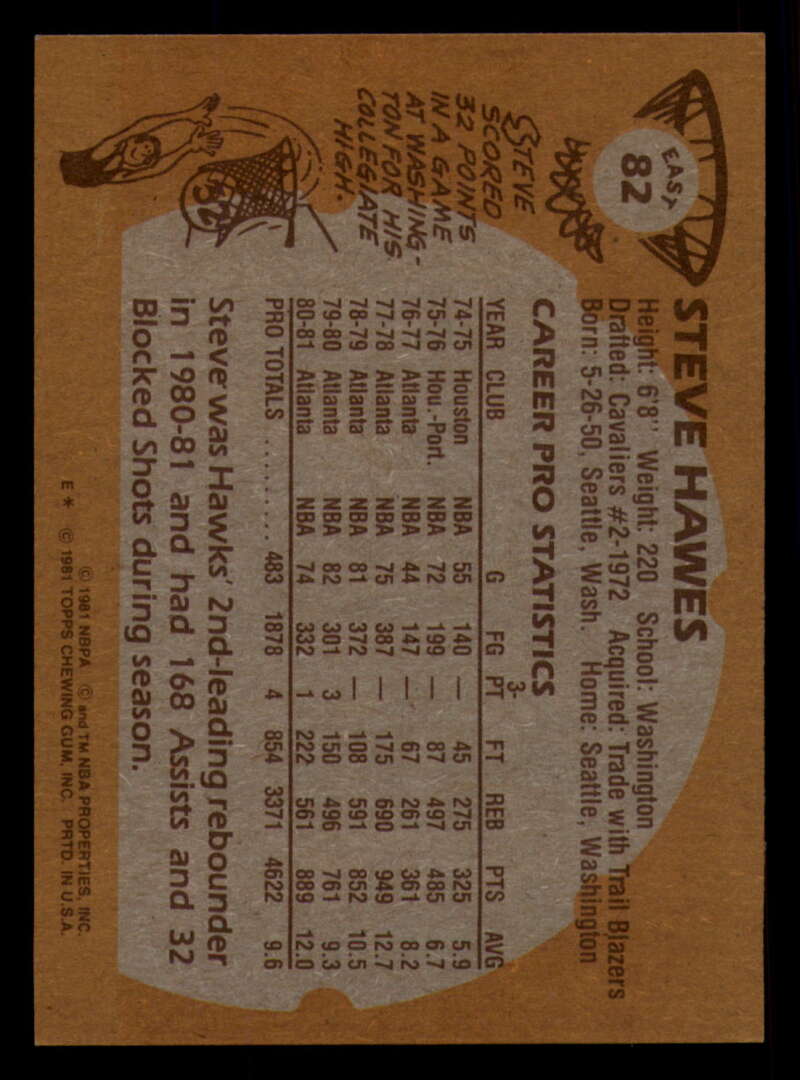 EAST
82
STEVE HAWES
Height: 6'8" Weight: 220 School: Washington
Drafted: Cavaliers #2-1972 Acquired: Trade with Trail Blazers
Born: 5-26-50, Seattle, Wash. Home: Seattle, Washington
STEVE
SCORED
32 POINTS
IN A GAME
AT WASHING-
TON FOR HIS
COLLEGIATE
HIGH.
32
CAREER PRO STATISTICS
YEAR CLUB G FG 3-PT FT REB PTS AVG
74-75 Houston NBA 55 140 — 45 275 325 5.9
75-76 Hou.-Port. NBA 72 199 — 87 497 485 6.7
76-77 Atlanta NBA 44 147 — 67 261 361 8.2
77-78 Atlanta NBA 75 387 — 175 690 949 12.7
78-79 Atlanta NBA 81 372 — 108 591 852 10.5
79-80 Atlanta NBA 82 301 3 150 496 761 9.3
80-81 Atlanta NBA 74 332 1 222 561 889 12.0
PRO TOTALS ......... 483 1878 4 854 3371 4622 9.6
Steve was Hawks' 2nd-leading rebounder
in 1980-81 and had 168 Assists and 32
Blocked Shots during season.
© 1981 NBPA © and TM NBA PROPERTIES, INC.
E* © 1981 TOPPS CHEWING GUM, INC. PRTD. IN U.S.A.